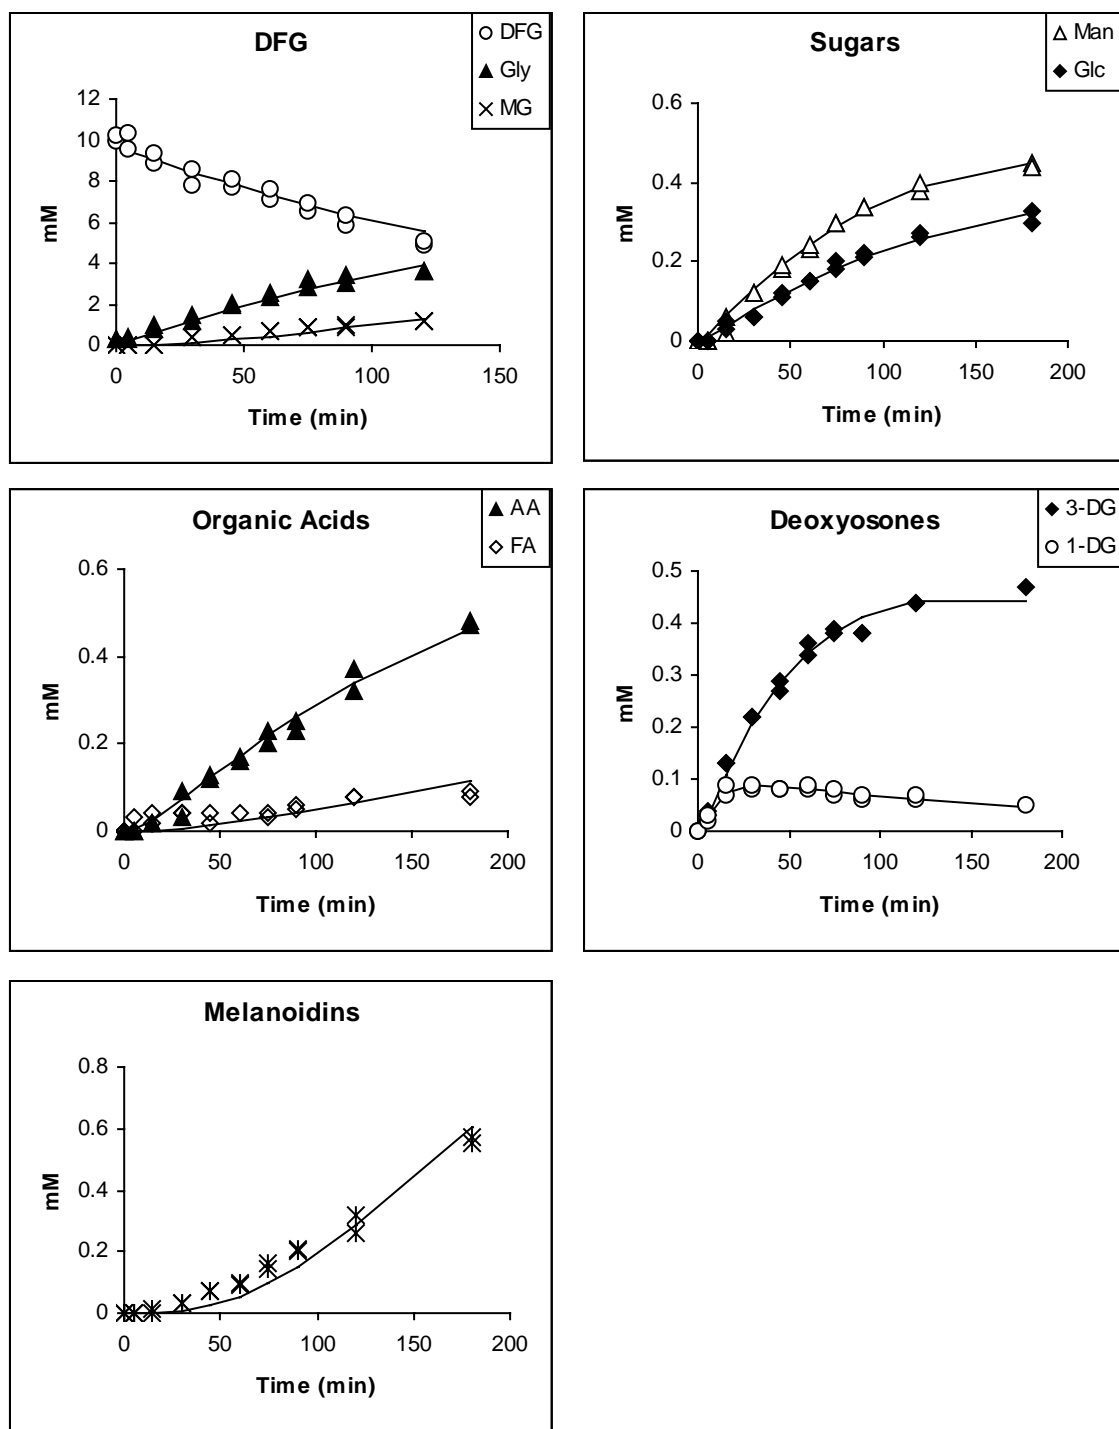 DFG
DFG
Gly
MG
12
10
8
6
4
2
0
mM
0 50 100 150
Time (min)
Sugars
Man
Glc
0.6
0.4
0.2
0
mM
0 50 100 150 200
Time (min)
Organic Acids
AA
FA
0.6
0.4
0.2
0
mM
0 50 100 150 200
Time (min)
Deoxyosones
3-DG
1-DG
0.5
0.4
0.3
0.2
0.1
0
mM
0 50 100 150 200
Time (min)
Melanoidins
0.8
0.6
0.4
0.2
0
mM
0 50 100 150 200
Time (min)